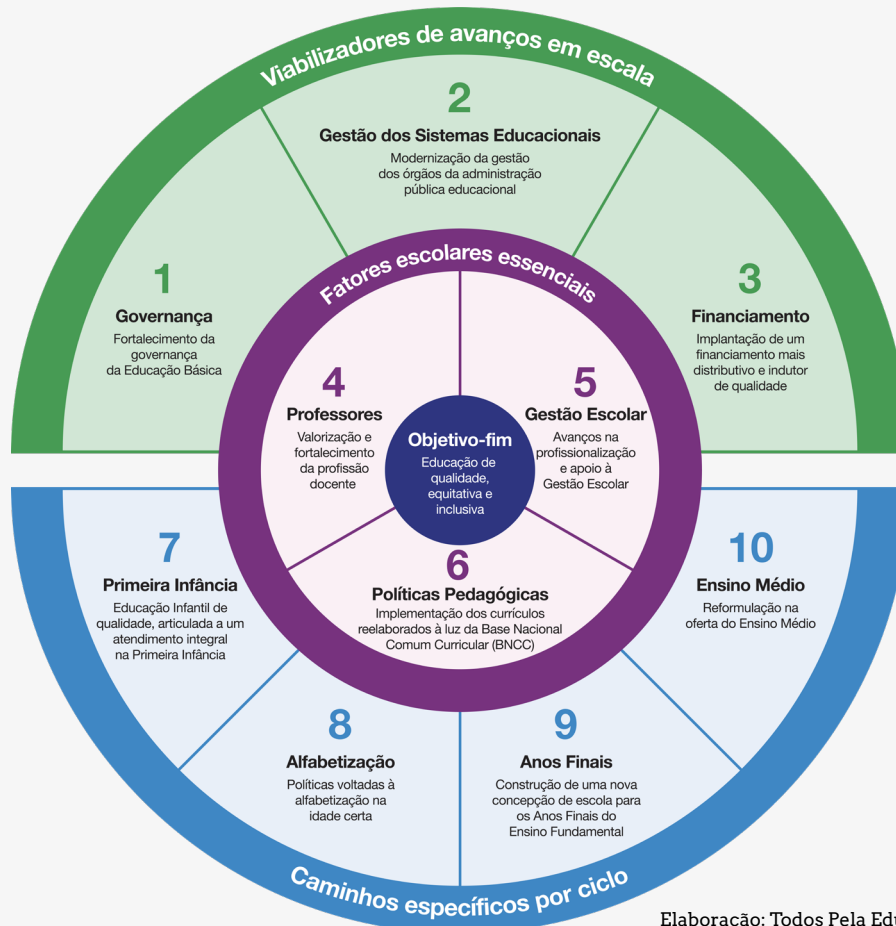 Viabilizadores de avanços em escala
1
Governança
Fortalecimento da
governança
da Educação Básica
2
Gestão dos Sistemas Educacionais
Modernização da gestão
dos órgãos da administração
pública educacional
3
Financiamento
Implantação de um
financiamento mais
distributivo e indutor
de qualidade
Fatores escolares essenciais
4
Professores
Valorização e
fortalecimento
da profissão
docente
5
Gestão Escolar
Avanços na
profissionalização
e apoio à
Gestão Escolar
Objetivo-fim
Educação de
qualidade,
equitativa e
inclusiva
6
Políticas Pedagógicas
Implementação dos currículos
reelaborados à luz da Base Nacional
Comum Curricular (BNCC)
7
Primeira Infância
Educação Infantil de
qualidade, articulada a um
atendimento integral
na Primeira Infância
8
Alfabetização
Políticas voltadas à
alfabetização na
idade certa
9
Anos Finais
Construção de uma nova
concepção de escola para
os Anos Finais do
Ensino Fundamental
10
Ensino Médio
Reformulação na
oferta do Ensino Médio
Caminhos específicos por ciclo
Elaboração: Todos Pela Edu